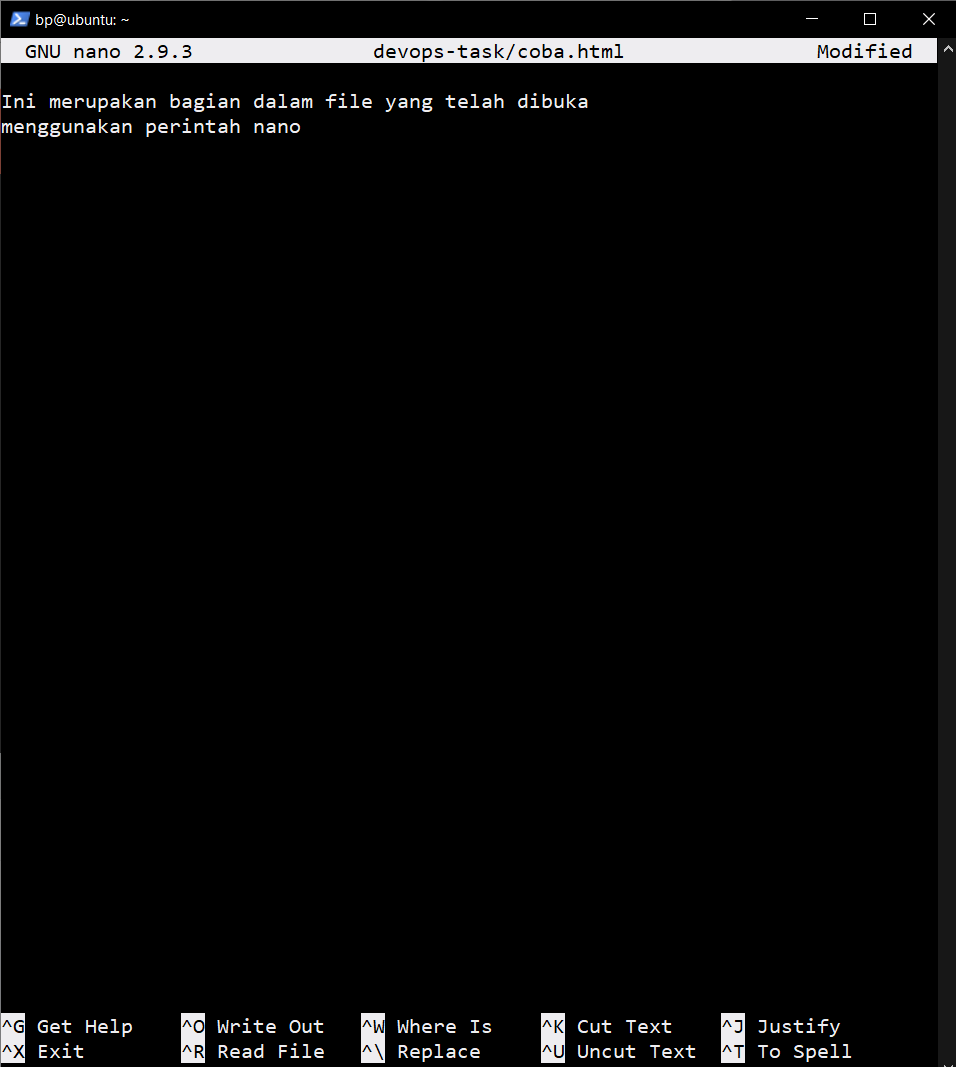 bp@ubuntu: ~
GNU nano 2.9.3 devops-task/coba.html Modified
Ini merupakan bagian dalam file yang telah dibuka
menggunakan perintah nano
^G Get Help ^O Write Out ^W Where Is ^K Cut Text ^J Justify
^X Exit ^R Read File ^\ Replace ^U Uncut Text ^T To Spell